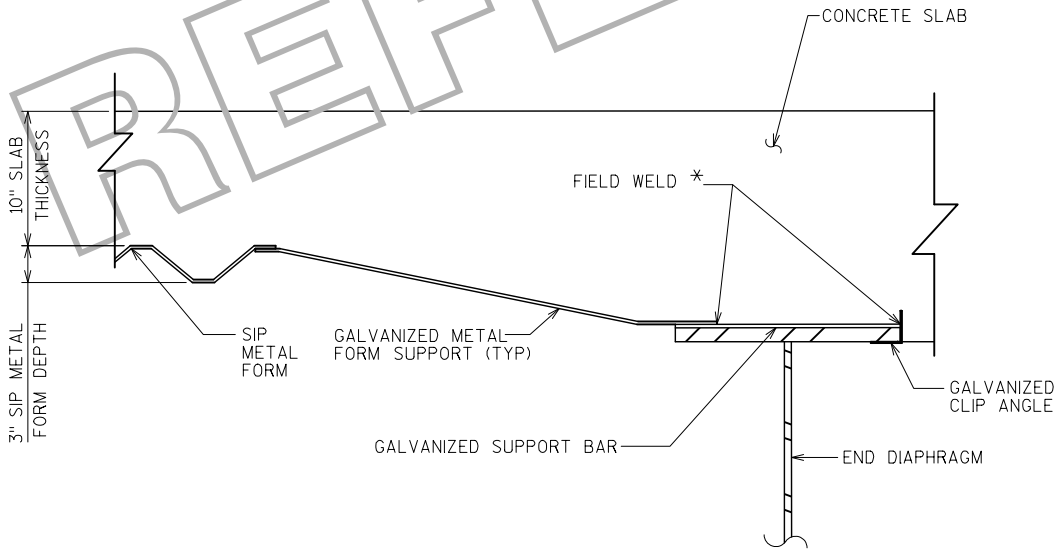 REFE
CONCRETE SLAB
10" SLAB
THICKNESS
FIELD WELD *
SIP
METAL
FORM
GALVANIZED METAL
FORM SUPPORT (TYP)
3" SIP METAL
FORM DEPTH
GALVANIZED
CLIP ANGLE
GALVANIZED SUPPORT BAR
END DIAPHRAGM